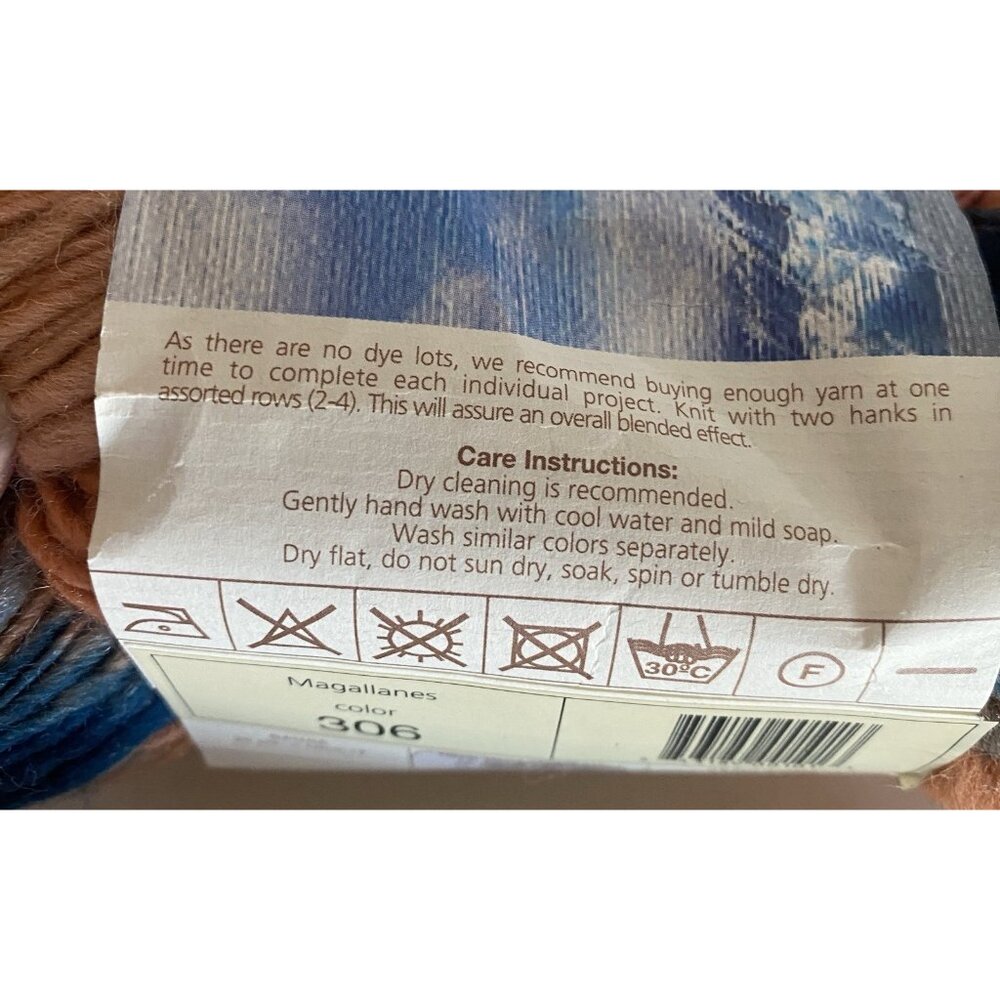 As there are no dye lots, we recommend buying enough yarn at one
time to complete each individual project. Knit with two hanks in
assorted rows (2-4). This will assure an overall blended effect.
Care Instructions:
Dry cleaning is recommended.
Gently hand wash with cool water and mild soap.
Wash similar colors separately.
Dry flat, do not sun dry, soak, spin or tumble dry.
30ºC
F
Magallanes
color
306